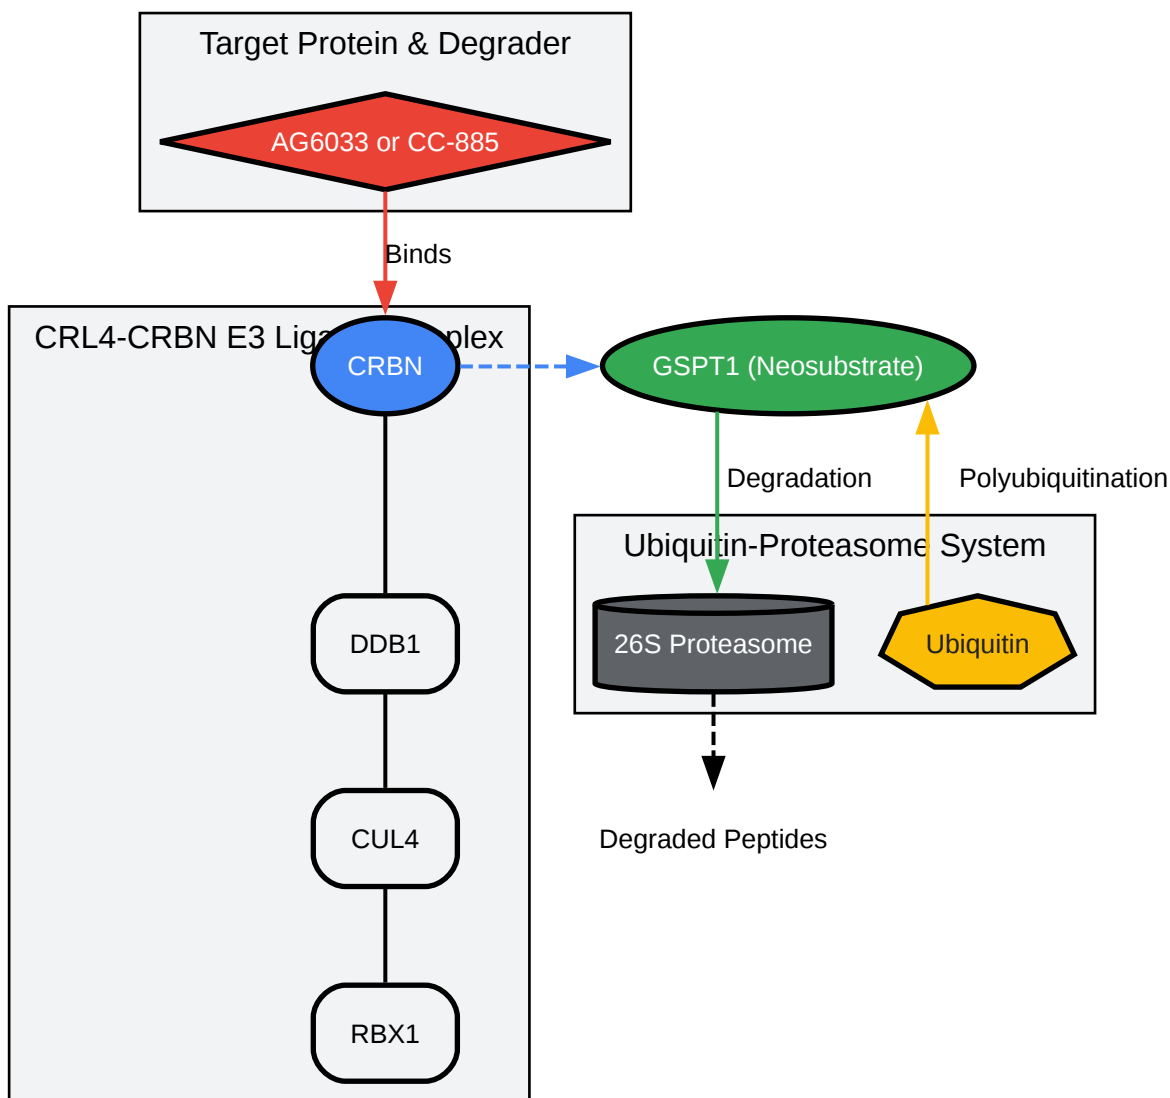 Target Protein & Degrader
AG6033 or CC-885
Binds
CRL4-CRBN E3 Liga plex
CRBN
GSPT1 (Neosubstrate)
Degradation
Polyubiquitination
Ubiquitin-Proteasome System
26S Proteasome
Ubiquitin
DDB1
CUL4
Degraded Peptides
RBX1